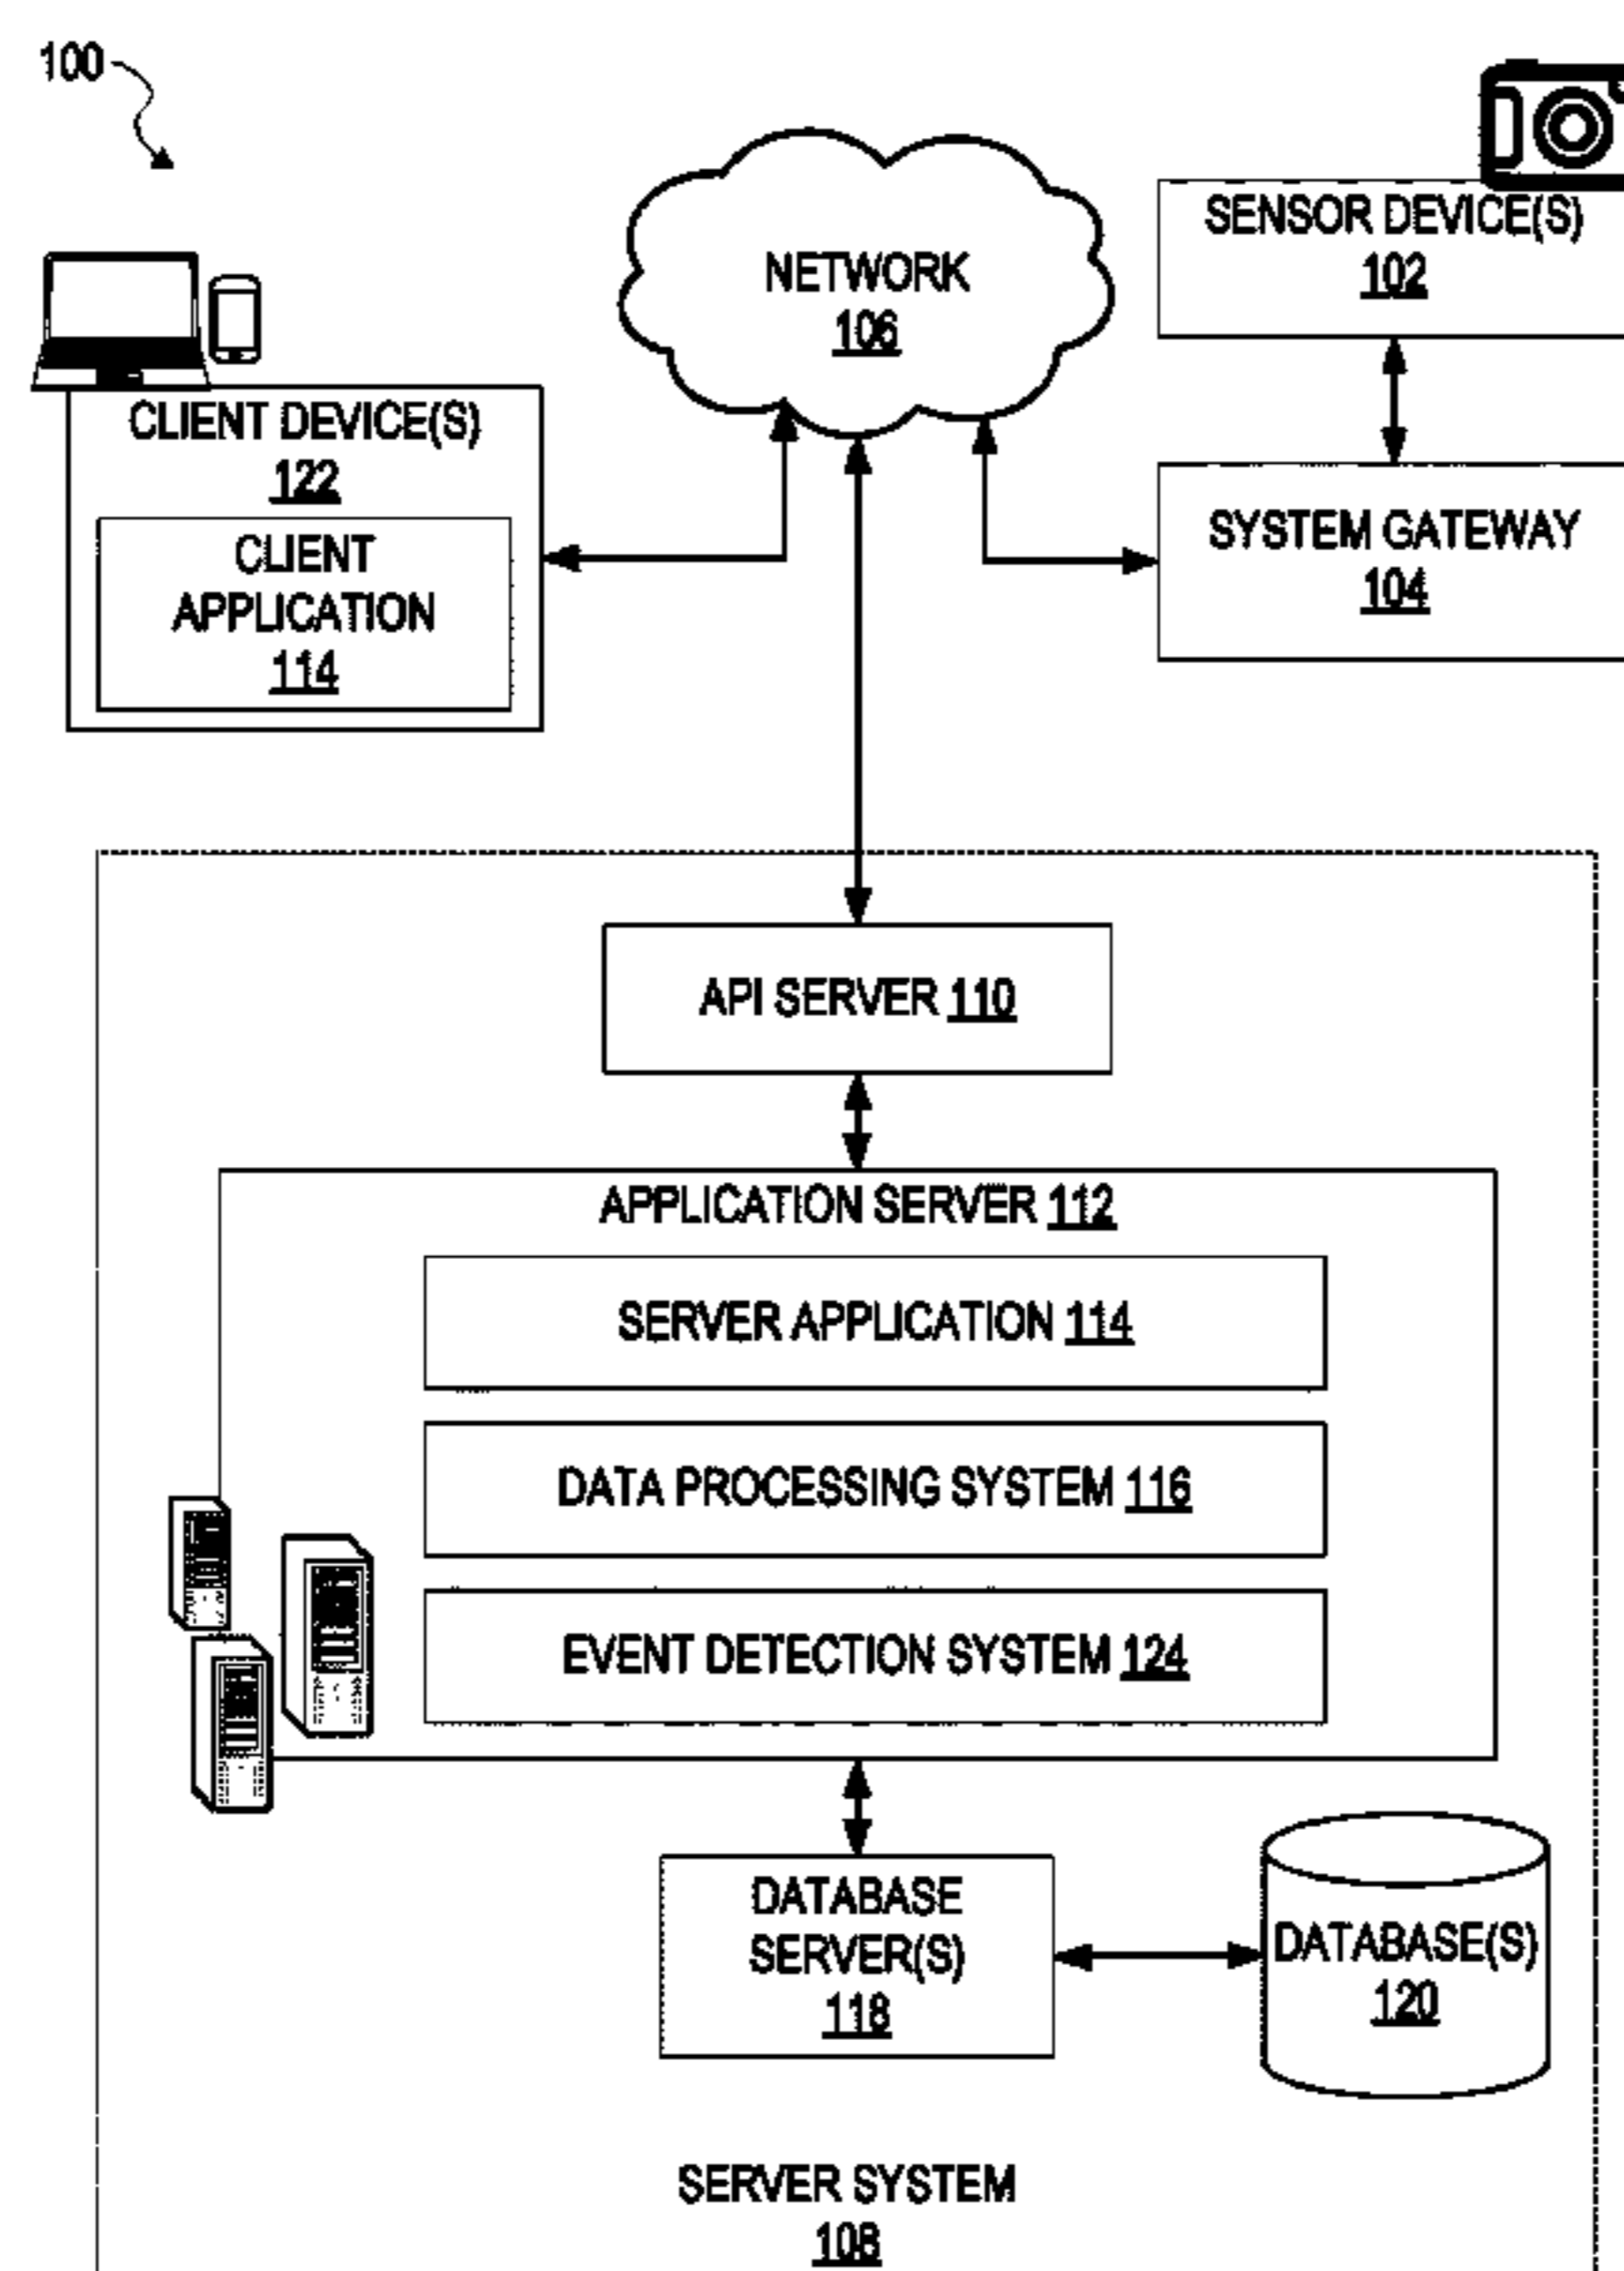 100
NETWORK
106
SENSOR DEVICE(S)
102
CLIENT DEVICE(S)
122
CLIENT
APPLICATION
114
SYSTEM GATEWAY
104
API SERVER 110
APPLICATION SERVER 112
SERVER APPLICATION 114
DATA PROCESSING SYSTEM 116
EVENT DETECTION SYSTEM 124
DATABASE
SERVER(S)
118
DATABASE(S)
120
SERVER SYSTEM
108